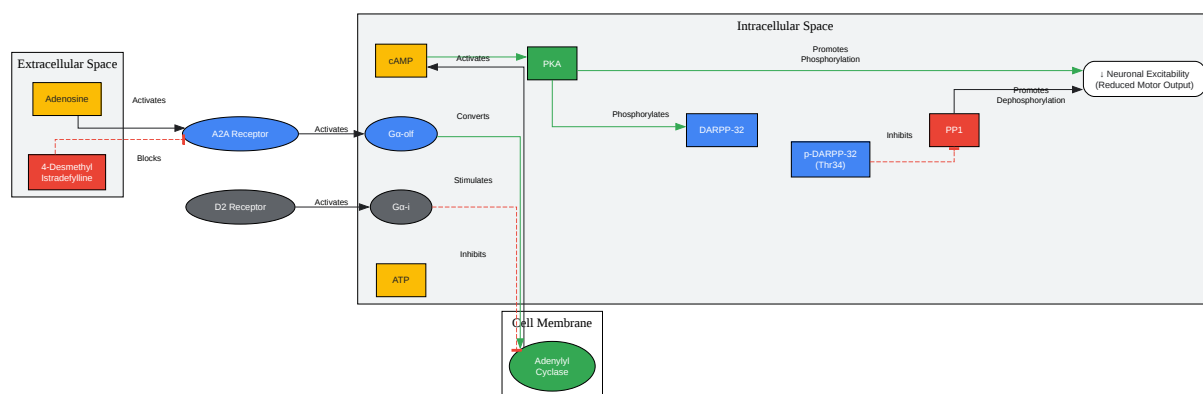 Intracellular Space
Extracellular Space
Adenosine
Activates
Blocks
4-Desmethyl
Istradefylline
A2A Receptor
Activates
D2 Receptor
Activates
cAMP
Activates
PKA
Promotes
Phosphorylation
↓ Neuronal Excitability
(Reduced Motor Output)
Promotes
Dephosphorylation
Gα-olf
Converts
Phosphorylates
DARPP-32
Inhibits
PP1
p-DARPP-32
(Thr34)
Stimulates
Gα-i
Inhibits
ATP
Cell Membrane
Adenylyl
Cyclase